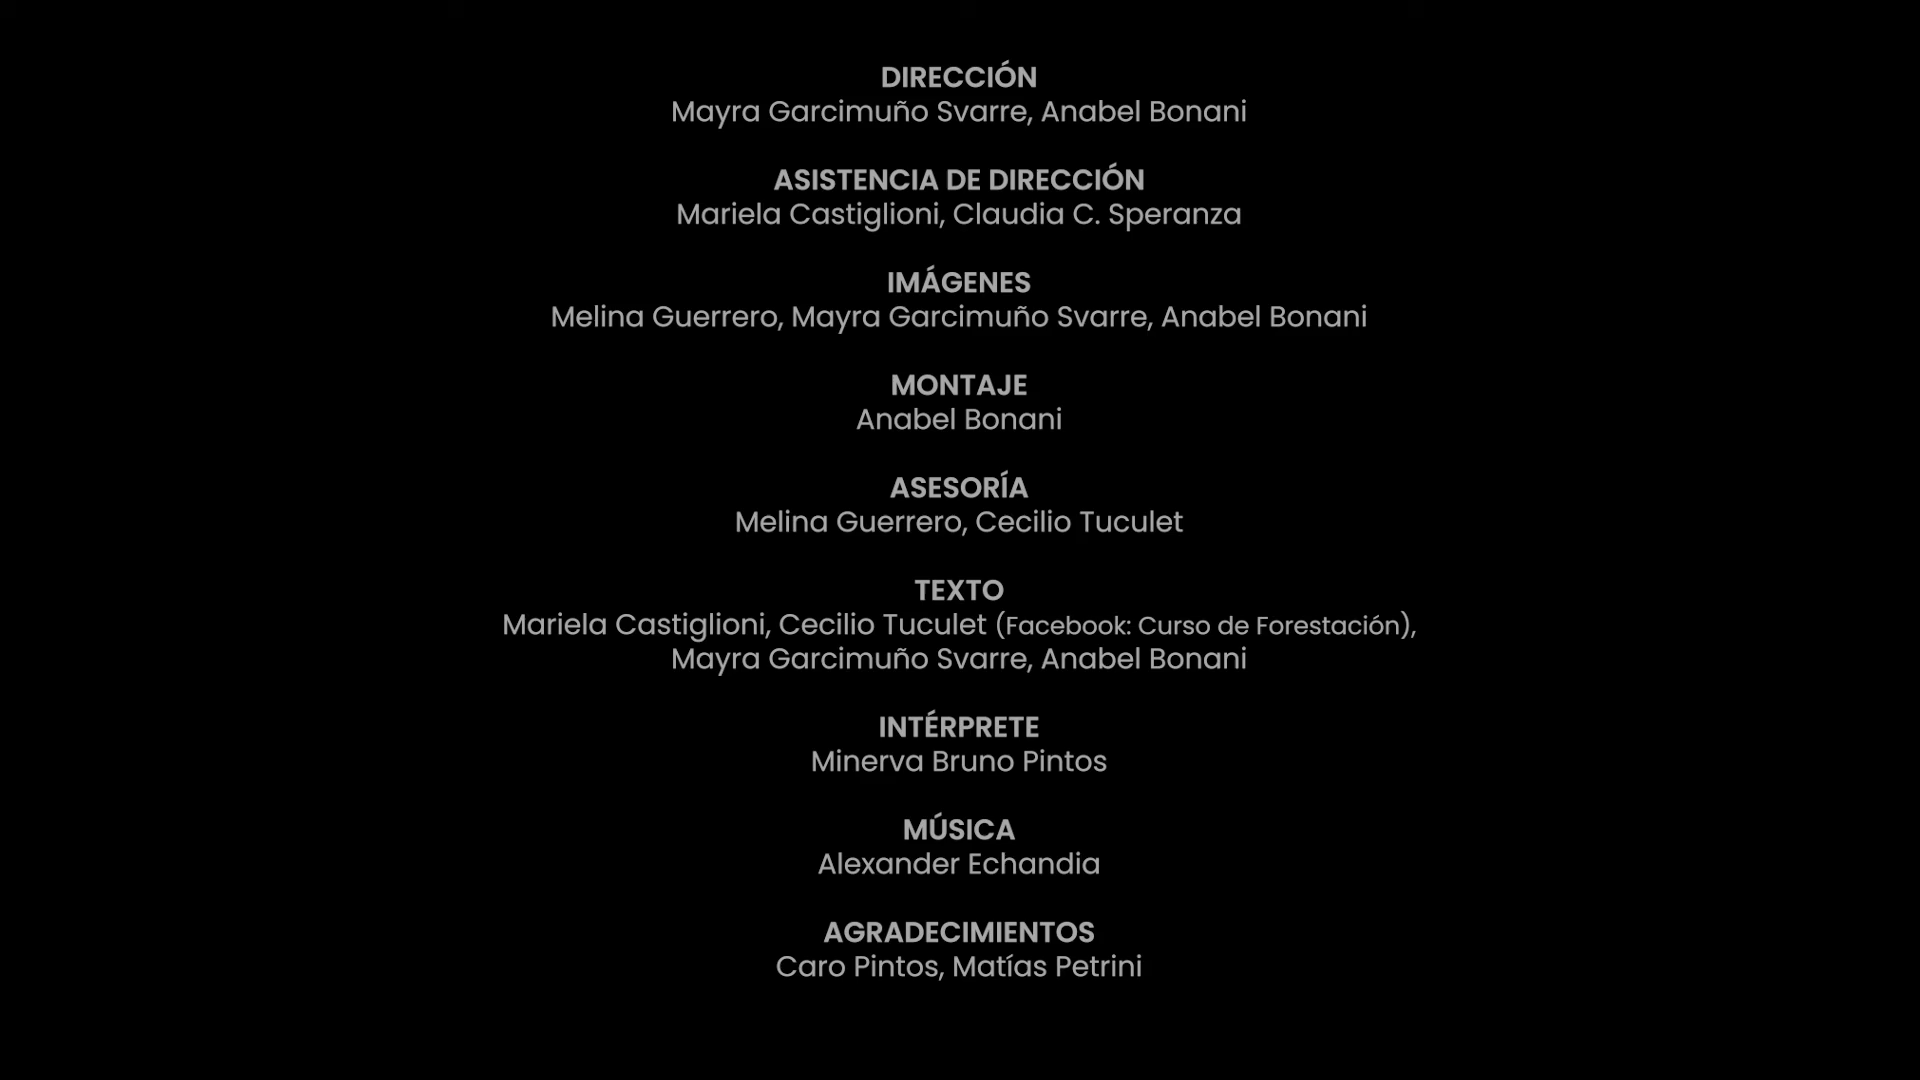 DIRECCIÓN
Mayra Garcimuño Svarre, Anabel Bonani
ASISTENCIA DE DIRECCIÓN
Mariela Castiglioni, Claudia C. Speranza
IMÁGENES
Melina Guerrero, Mayra Garcimuño Svarre, Anabel Bonani
MONTAJE
Anabel Bonani
ASESORÍA
Melina Guerrero, Cecilio Tuculet
TEXTO
Mariela Castiglioni, Cecilio Tuculet (Facebook: Curso de Forestación),
Mayra Garcimuño Svarre, Anabel Bonani
INTÉRPRETE
Minerva Bruno Pintos
MÚSICA
Alexander Echandia
AGRADECIMIENTOS
Caro Pintos, Matías Petrini